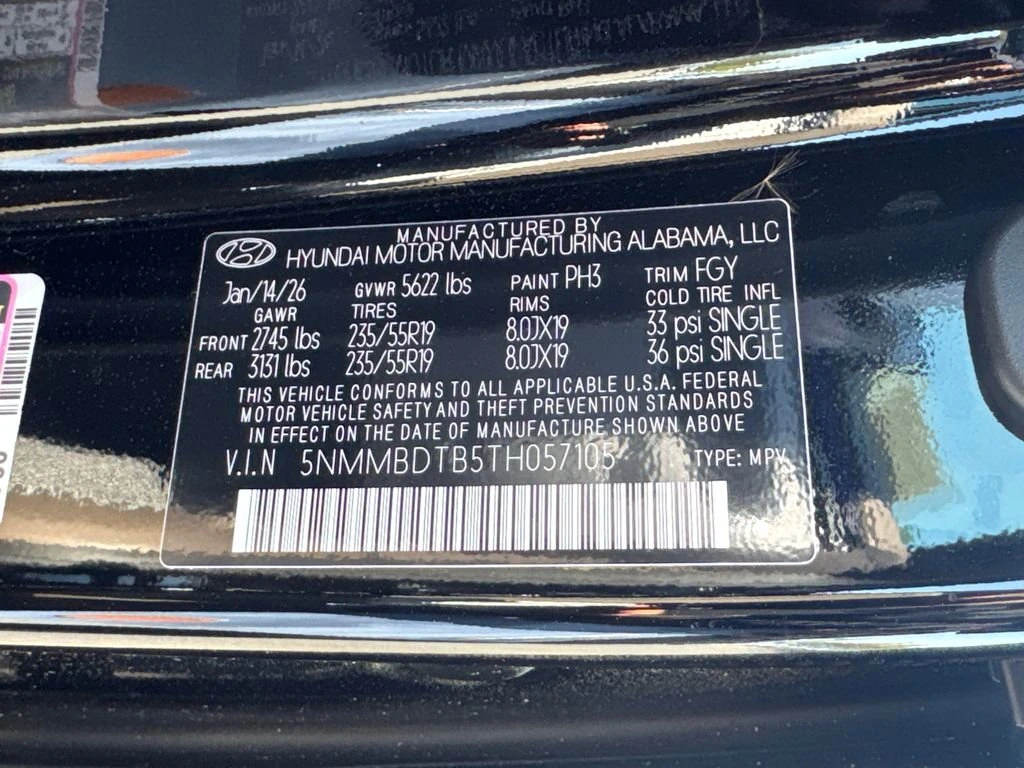 MANUFACTURED BY
HYUNDAI MOTOR MANUFACTURING ALABAMA, LLC
Jan/14/26 GVWR 5622 lbs PAINT PH3 TRIM FGY
GAWR TIRES RIMS COLD TIRE INFL
FRONT 2745 lbs 235/55R19 8.0JX19 33 psi SINGLE
REAR 3131 lbs 235/55R19 8.0JX19 36 psi SINGLE
THIS VEHICLE CONFORMS TO ALL APPLICABLE U.S.A. FEDERAL
MOTOR VEHICLE SAFETY AND THEFT PREVENTION STANDARDS
IN EFFECT ON THE DATE OF MANUFACTURE SHOWN ABOVE
V.I.N 5NMMBDTB5TH057105 TYPE: MPV